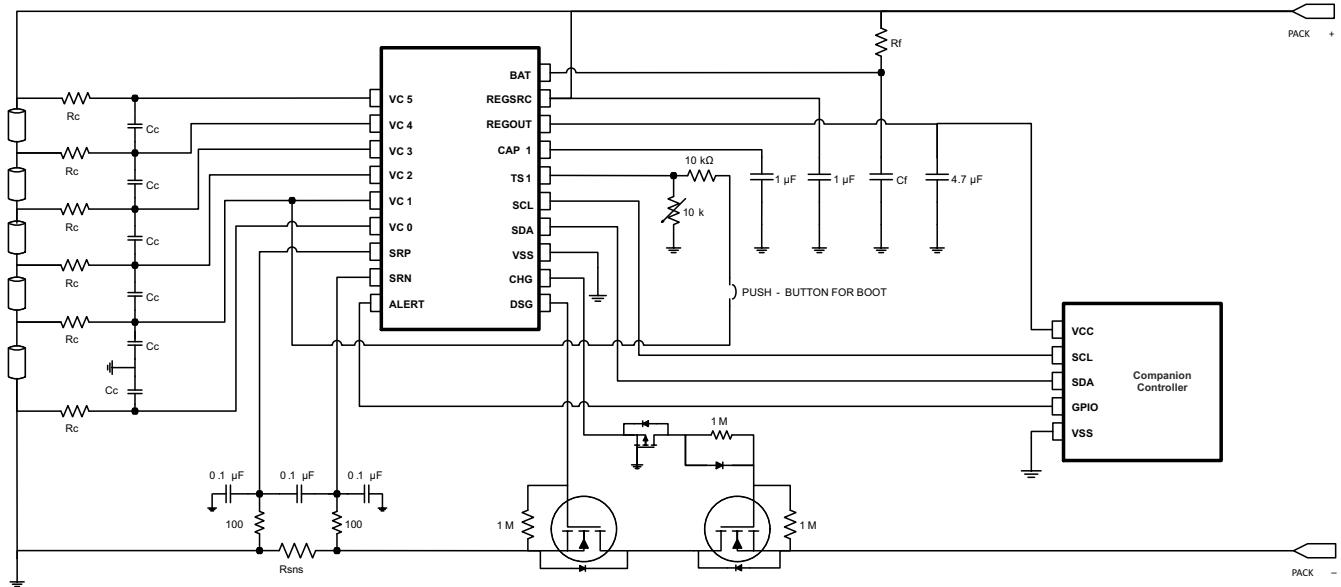 PACK +
Rf
BAT
REGSRC
REGOUT
CAP 1
TS1
SCL
SDA
VSS
CHG
DSG
VC 5
VC 4
VC 3
VC 2
VC 1
VC 0
SRP
SRN
ALERT
Rc
Cc
Rc
Cc
Rc
Cc
Rc
Cc
Rc
Cc
Cc
Rc
10 kΩ
10 k
1 µF
1 µF
Cf
4.7 µF
PUSH - BUTTON FOR BOOT
VCC
SCL
SDA
GPIO
VSS
Companion
Controller
1 M
0.1 µF
0.1 µF
0.1 µF
100
100
Rsns
1 M
1 M
PACK –